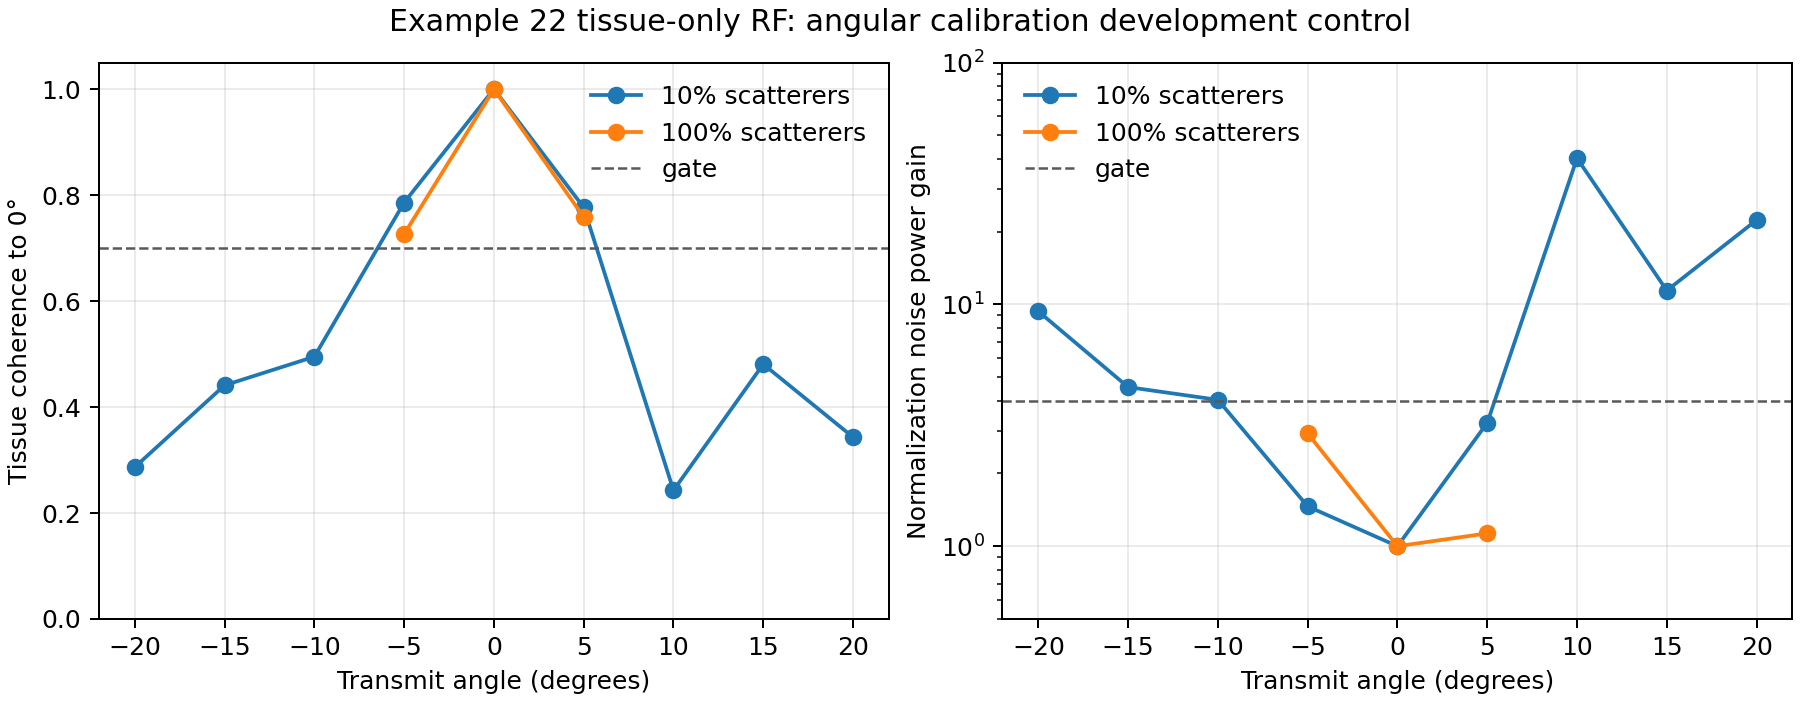 Example 22 tissue-only RF: angular calibration development control
Tissue coherence to 0°
1.0
0.8
0.6
0.4
0.2
0.0
10% scatterers
100% scatterers
gate
−20 −15 −10 −5 0 5 10 15 20
Transmit angle (degrees)
Normalization noise power gain
10²
10¹
10⁰
10% scatterers
100% scatterers
gate
−20 −15 −10 −5 0 5 10 15 20
Transmit angle (degrees)